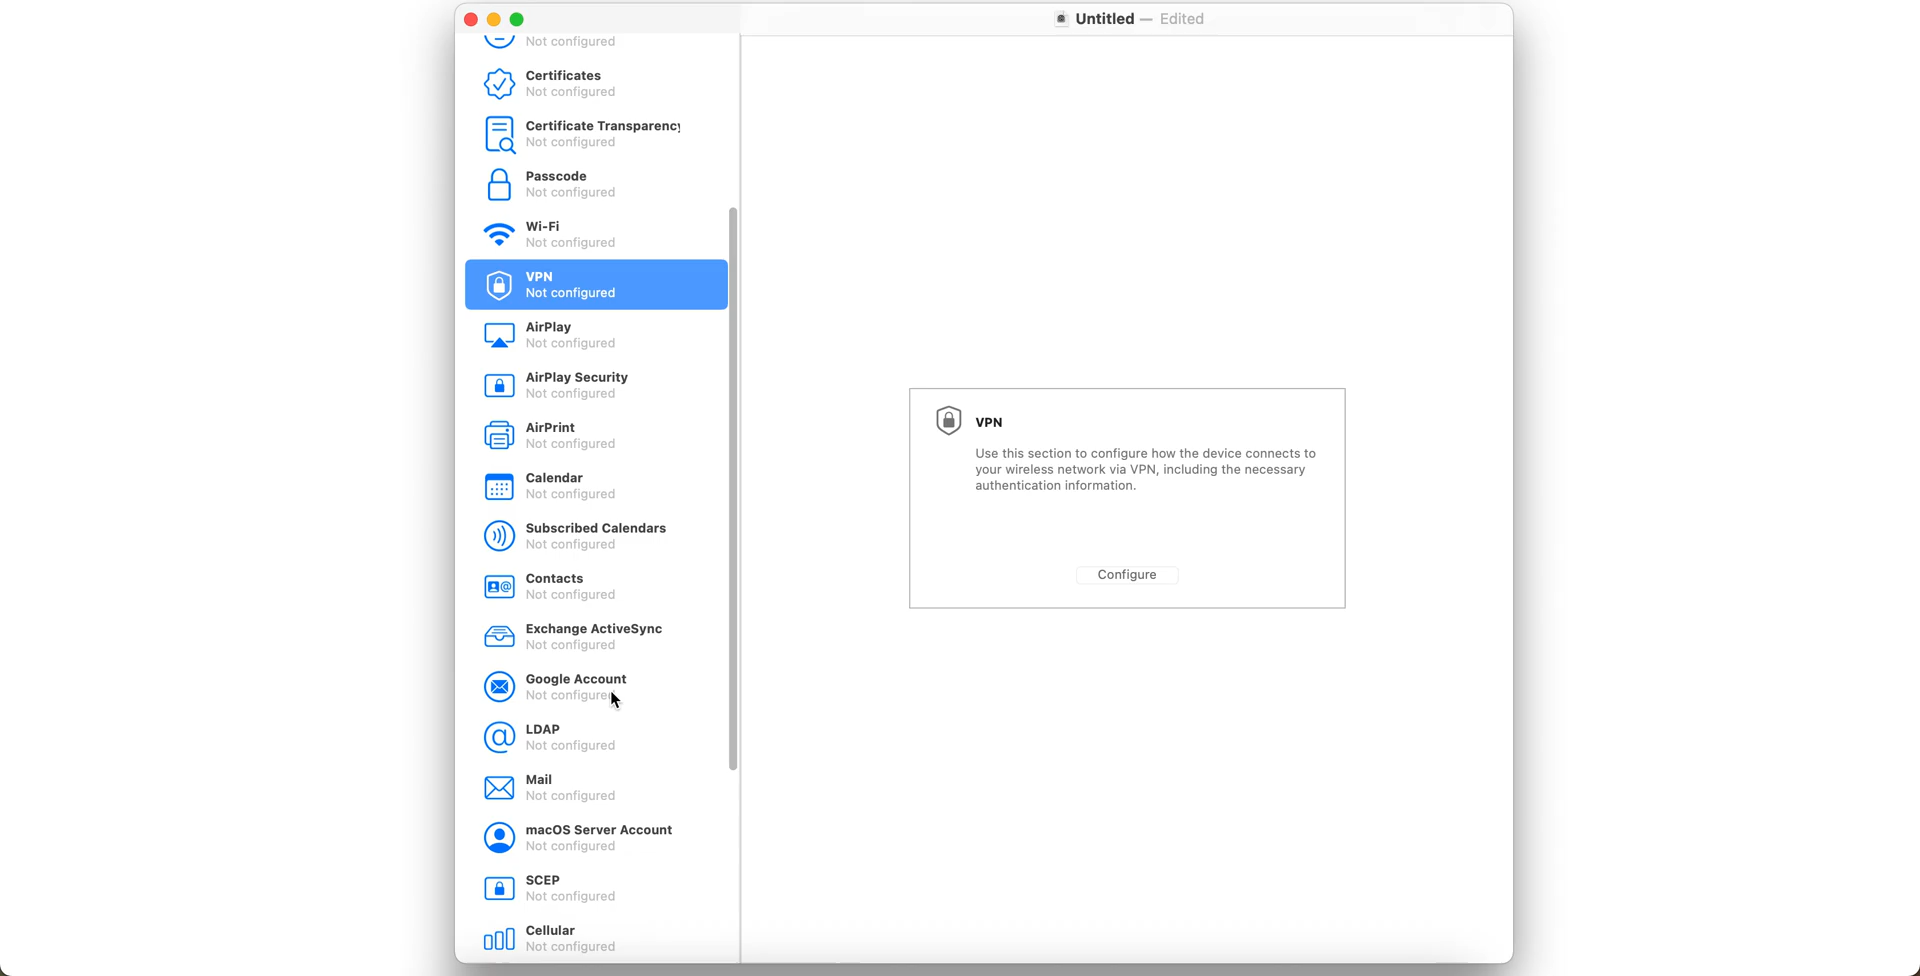 Untitled — Edited
Not configured
Certificates
Not configured
Certificate Transparency
Not configured
Passcode
Not configured
Wi-Fi
Not configured
VPN
Not configured
AirPlay
Not configured
AirPlay Security
Not configured
AirPrint
Not configured
Calendar
Not configured
Subscribed Calendars
Not configured
Contacts
Not configured
Exchange ActiveSync
Not configured
Google Account
Not configured
LDAP
Not configured
Mail
Not configured
macOS Server Account
Not configured
SCEP
Not configured
Cellular
Not configured
VPN
Use this section to configure how the device connects to
your wireless network via VPN, including the necessary
authentication information.
Configure